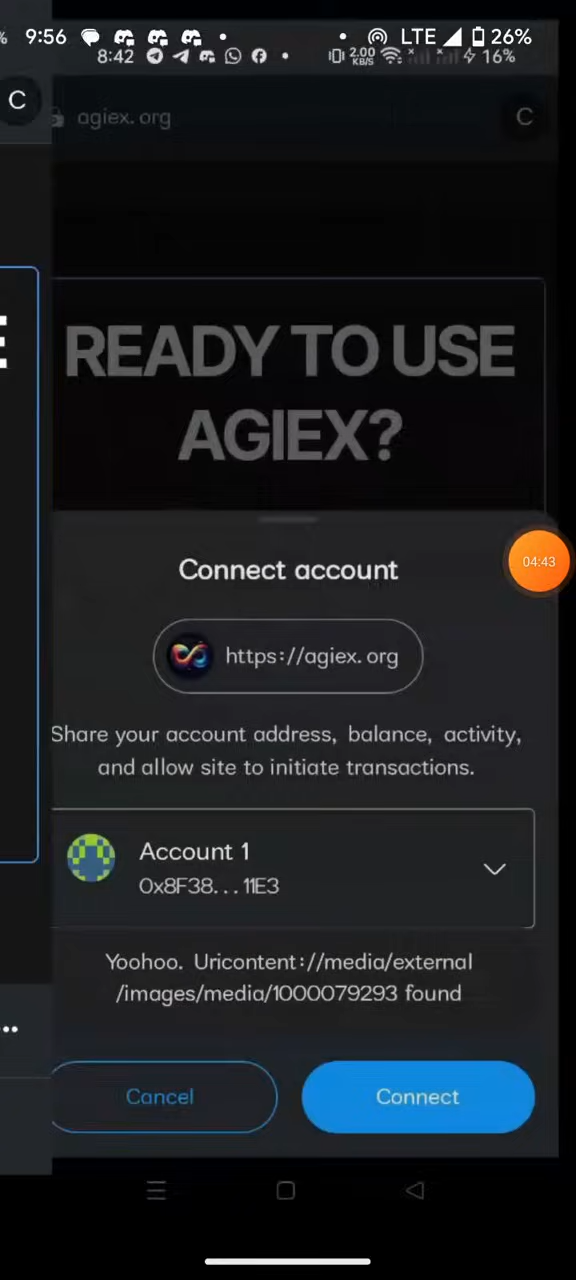 9:56 LTE 26%
8:42 2.00 KB/S 16%
C
agiex.org C
READY TO USE
AGIEX?
Connect account
04:43
https://agiex.org
Share your account address, balance, activity,
and allow site to initiate transactions.
Account 1
0x8F38...11E3
Yoohoo. Uricontent://media/external
/images/media/1000079293 found
Cancel Connect